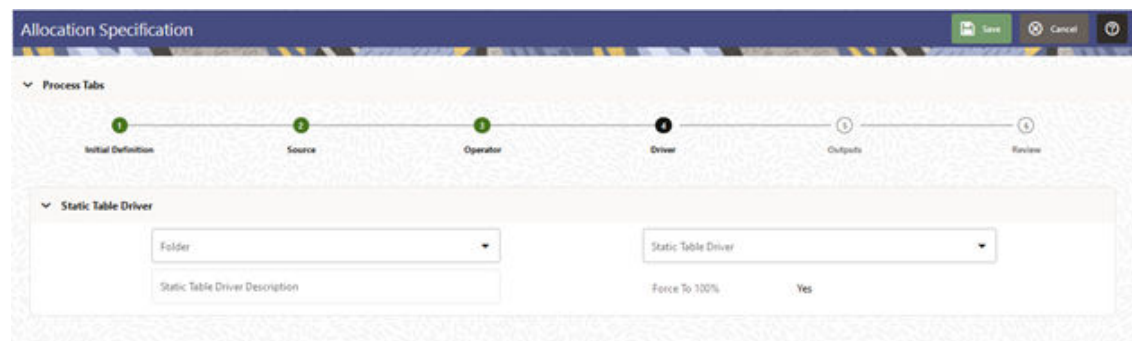 Allocation Specification
Save
Cancel
Process Tabs
1 2 3 4 5 6
Initial Definition Source Operator Driver Outputs Review
Static Table Driver
Folder Static Table Driver
Static Table Driver Description Force To 100% Yes